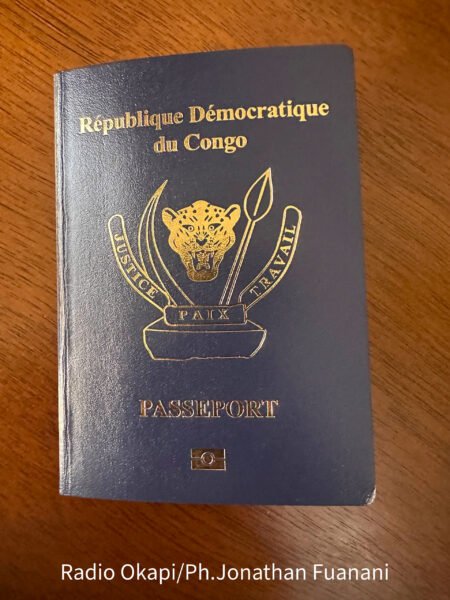 République Démocratique
du Congo
JUSTICE
PAIX
TRAVAIL
PASSEPORT
Radio Okapi/Ph.Jonathan Fuanani